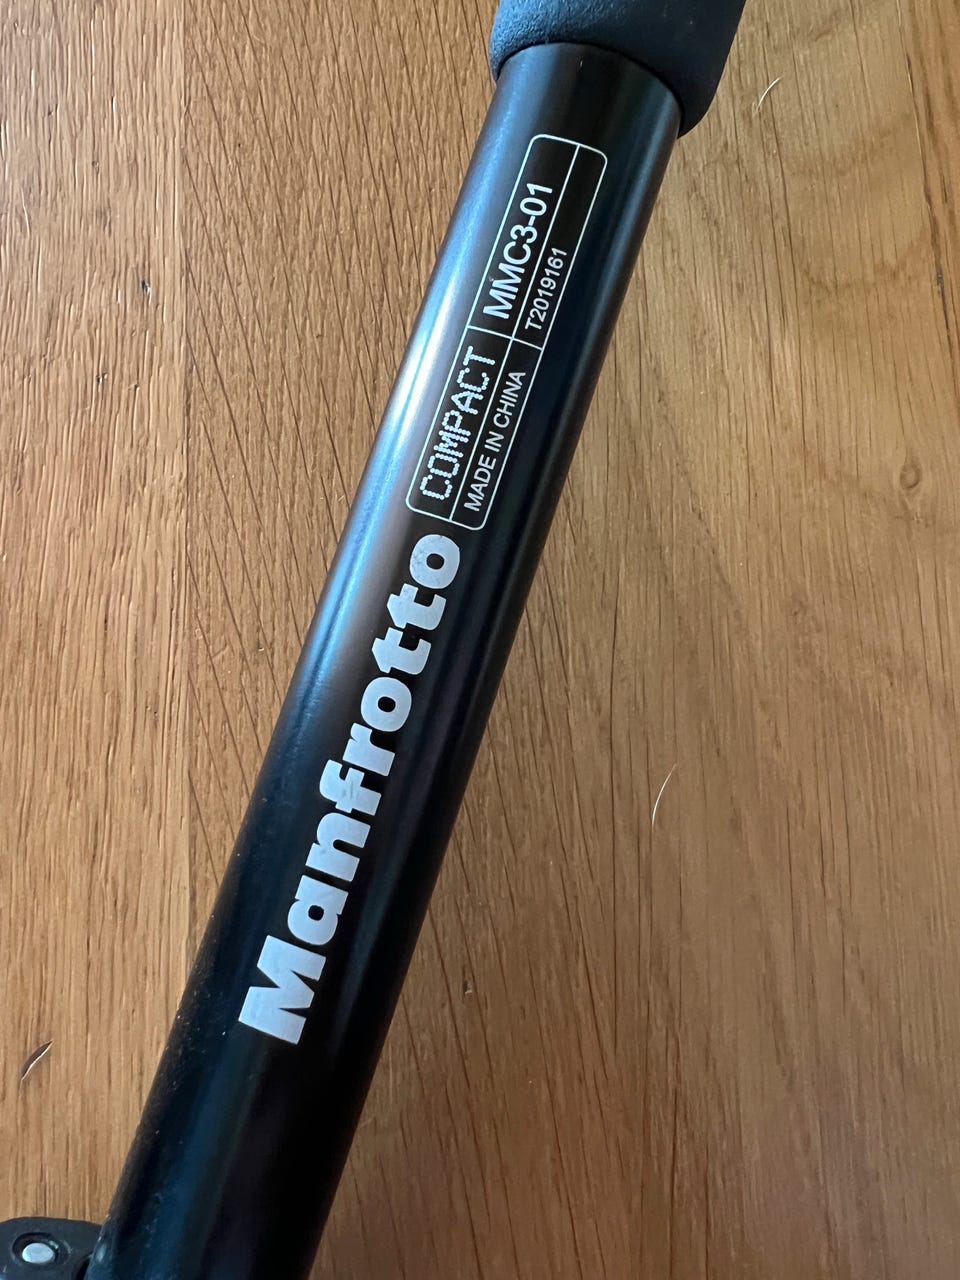 Manfrotto
COMPACT MMC3-01
MADE IN CHINA T2019161